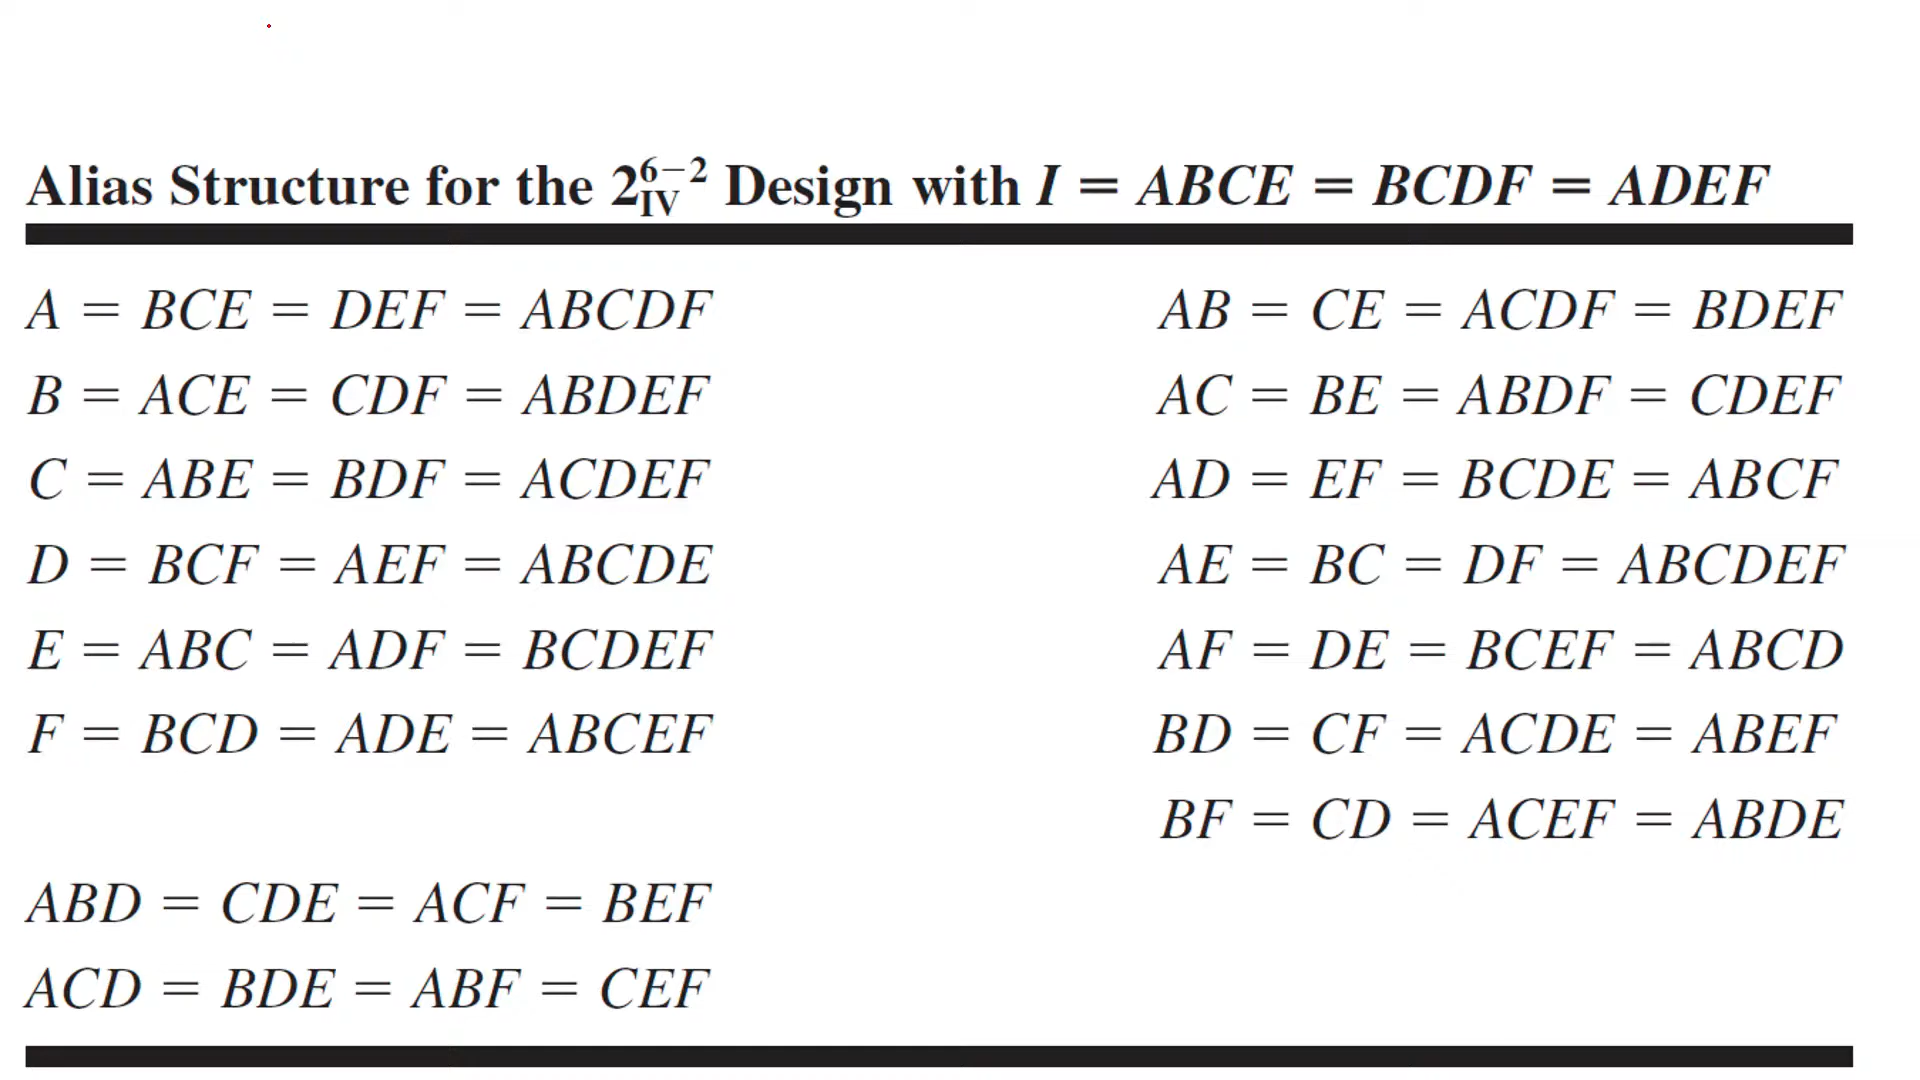 Alias Structure for the 2^{6−2}_{IV} Design with I = ABCE = BCDF = ADEF
A = BCE = DEF = ABCDF
B = ACE = CDF = ABDEF
C = ABE = BDF = ACDEF
D = BCF = AEF = ABCDE
E = ABC = ADF = BCDEF
F = BCD = ADE = ABCEF
ABD = CDE = ACF = BEF
ACD = BDE = ABF = CEF
AB = CE = ACDF = BDEF
AC = BE = ABDF = CDEF
AD = EF = BCDE = ABCF
AE = BC = DF = ABCDEF
AF = DE = BCEF = ABCD
BD = CF = ACDE = ABEF
BF = CD = ACEF = ABDE